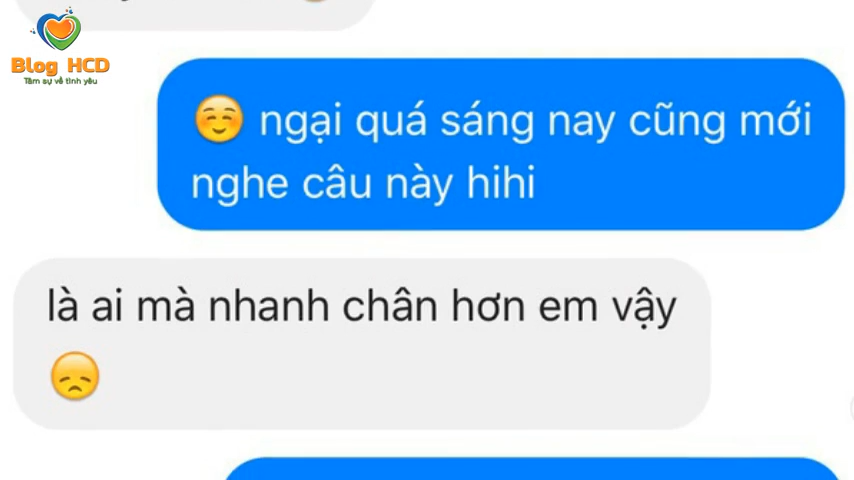 Blog HCD
Tâm sự về tình yêu
☺️ ngại quá sáng nay cũng mới
nghe câu này hihi
là ai mà nhanh chân hơn em vậy
😞